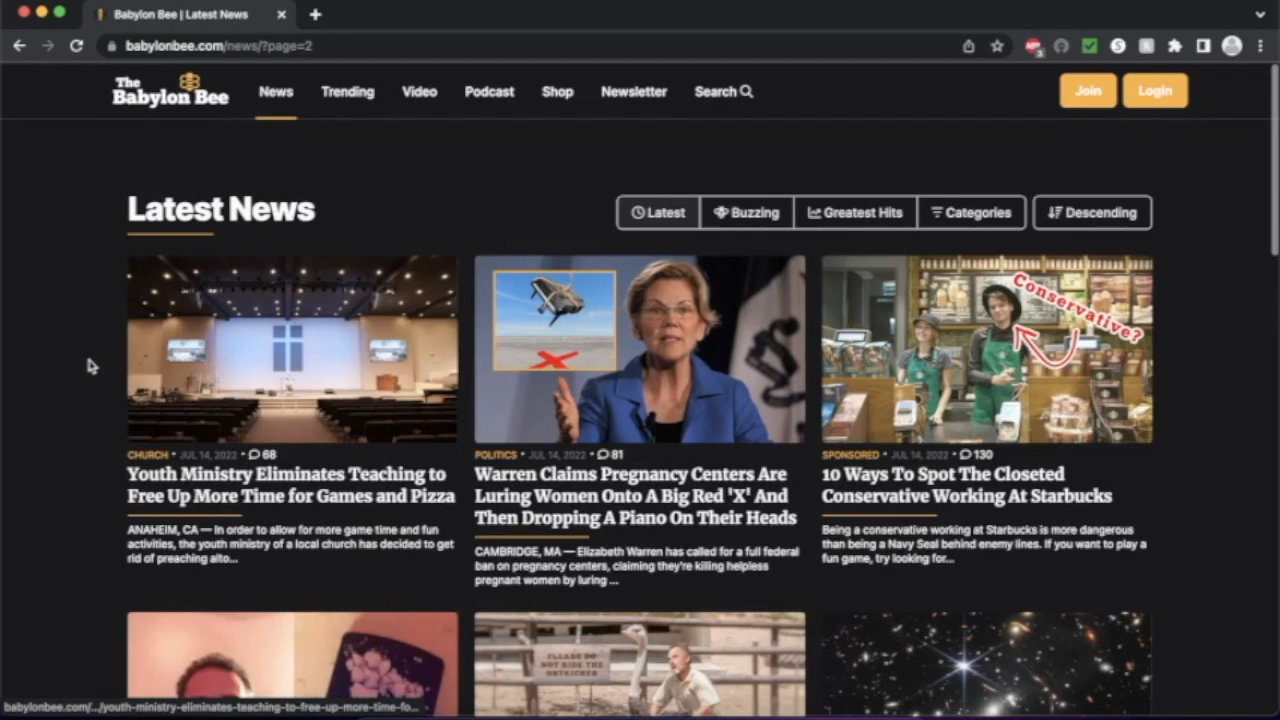 Babylon Bee | Latest News
babylonbee.com/news/?page=2
The
Babylon Bee
News Trending Video Podcast Shop Newsletter Search Join Login
Latest News
Latest Buzzing Greatest Hits Categories Descending
Conservative?
CHURCH • JUL 14, 2022 • 68
Youth Ministry Eliminates Teaching to
Free Up More Time for Games and Pizza
ANAHEIM, CA — In order to allow for more game time and fun
activities, the youth ministry of a local church has decided to get
rid of preaching alto...
POLITICS • JUL 14, 2022 • 81
Warren Claims Pregnancy Centers Are
Luring Women Onto A Big Red 'X' And
Then Dropping A Piano On Their Heads
CAMBRIDGE, MA — Elizabeth Warren has called for a full federal
ban on pregnancy centers, claiming they're killing helpless
pregnant women by luring ...
SPONSORED • JUL 14, 2022 • 130
10 Ways To Spot The Closeted
Conservative Working At Starbucks
Being a conservative working at Starbucks is more dangerous
than being a Navy Seal behind enemy lines. If you want to play a
fun game, try looking for...
PLEASE DO
NOT RIDE THE
OSTRICHES
babylonbee.com/.../youth-ministry-eliminates-teaching-to-free-up-more-time-fo...